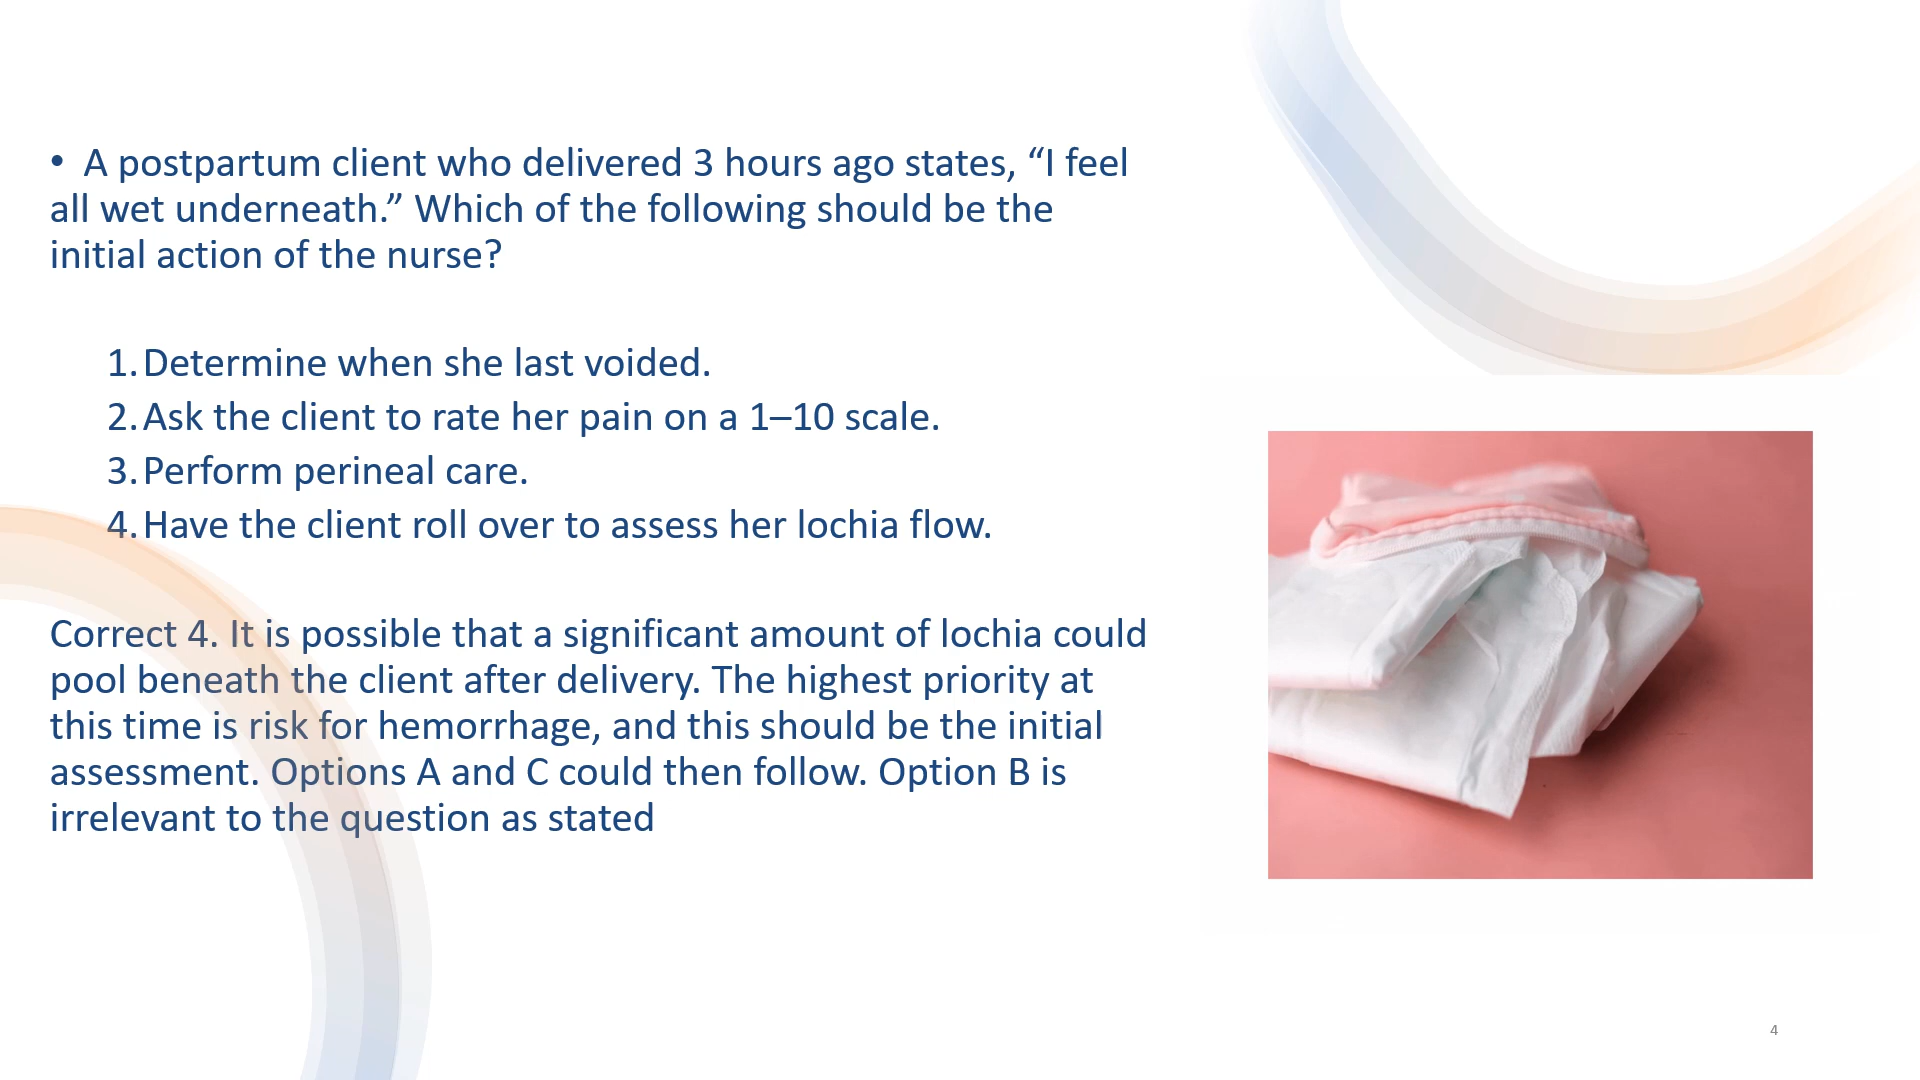 • A postpartum client who delivered 3 hours ago states, “I feel
all wet underneath.” Which of the following should be the
initial action of the nurse?
1. Determine when she last voided.
2. Ask the client to rate her pain on a 1–10 scale.
3. Perform perineal care.
4. Have the client roll over to assess her lochia flow.
Correct 4. It is possible that a significant amount of lochia could
pool beneath the client after delivery. The highest priority at
this time is risk for hemorrhage, and this should be the initial
assessment. Options A and C could then follow. Option B is
irrelevant to the question as stated
4